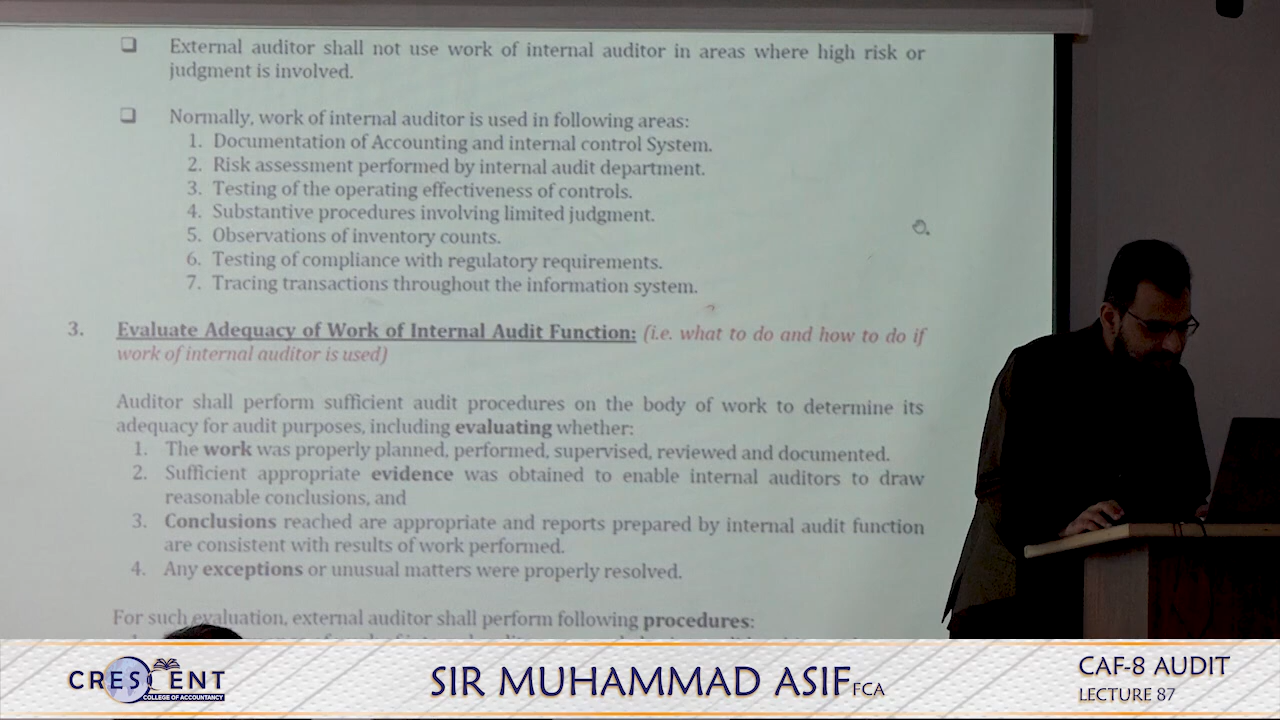 ❑ External auditor shall not use work of internal auditor in areas where high risk or
judgment is involved.
❑ Normally, work of internal auditor is used in following areas:
1. Documentation of Accounting and internal control System.
2. Risk assessment performed by internal audit department.
3. Testing of the operating effectiveness of controls.
4. Substantive procedures involving limited judgment.
5. Observations of inventory counts.
6. Testing of compliance with regulatory requirements.
7. Tracing transactions throughout the information system.
3. Evaluate Adequacy of Work of Internal Audit Function: (i.e. what to do and how to do if
work of internal auditor is used)
Auditor shall perform sufficient audit procedures on the body of work to determine its
adequacy for audit purposes, including evaluating whether:
1. The work was properly planned, performed, supervised, reviewed and documented.
2. Sufficient appropriate evidence was obtained to enable internal auditors to draw
reasonable conclusions, and
3. Conclusions reached are appropriate and reports prepared by internal audit function
are consistent with results of work performed.
4. Any exceptions or unusual matters were properly resolved.
For such evaluation, external auditor shall perform following procedures:
CRESCENT
COLLEGE OF ACCOUNTANCY
SIR MUHAMMAD ASIF FCA
CAF-8 AUDIT
LECTURE 87